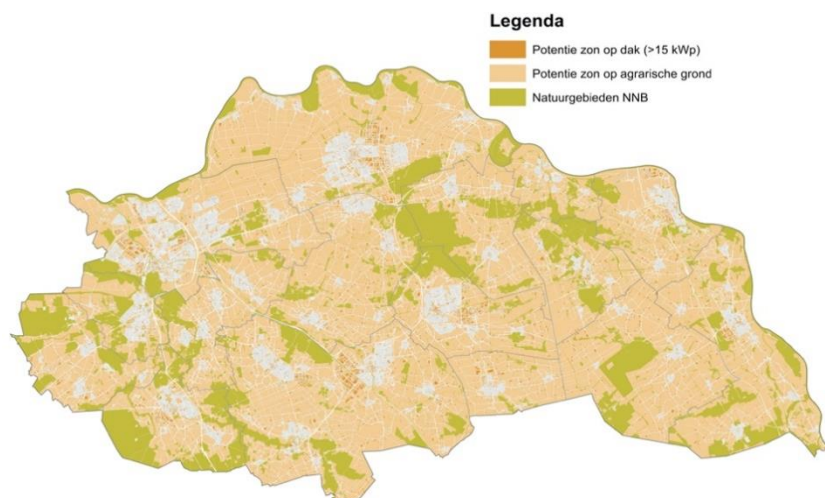 Legenda
Potentie zon op dak (>15 kWp)
Potentie zon op agrarische grond
Natuurgebieden NNB